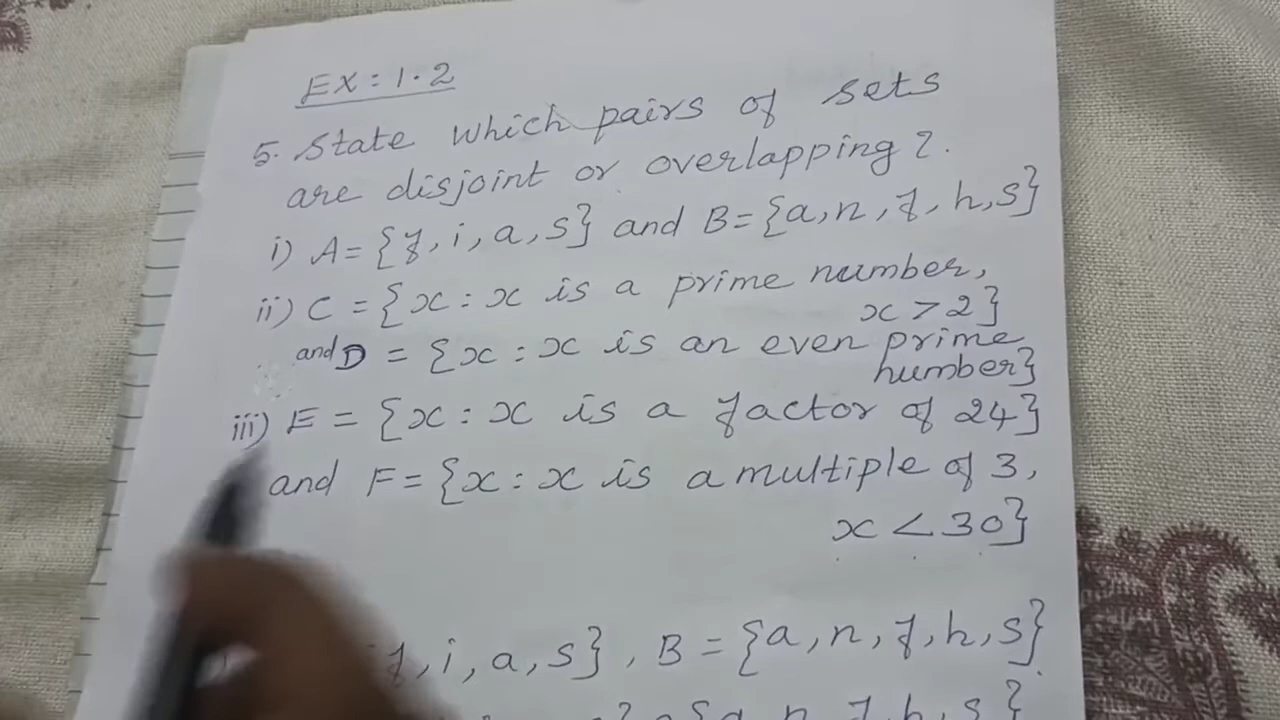 EX: 1.2
5. State which pairs of sets
are disjoint or overlapping?.
i) A = {f, i, a, s} and B = {a, n, f, h, s}
ii) C = {x : x is a prime number,
x > 2}
and D = {x : x is an even prime
number}
iii) E = {x : x is a factor of 24}
and F = {x : x is a multiple of 3,
x < 30}
f, i, a, s}, B = {a, n, f, h, s}
{a n f, h, s}